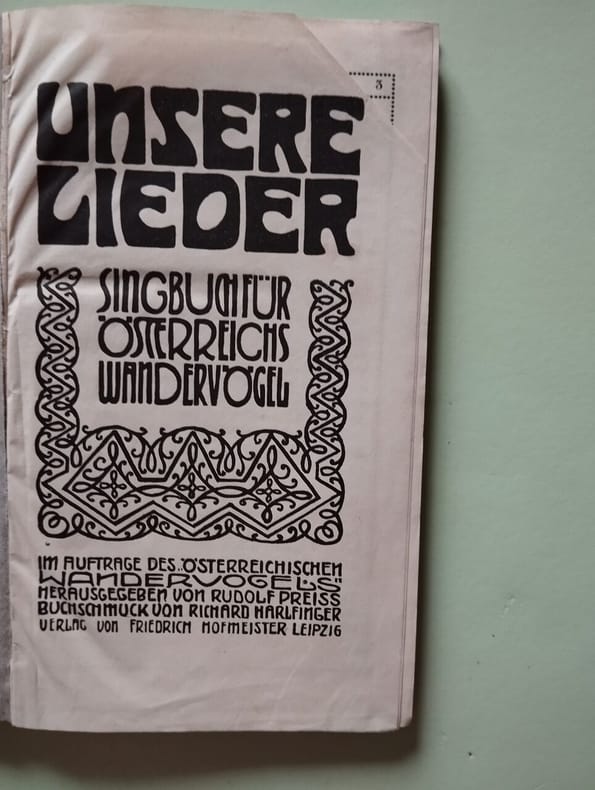 3
UNSERE
LIEDER
SINGBUCH FÜR
ÖSTERREICHS
WANDERVÖGEL
IM AUFTRAGE DES „ÖSTERREICHISCHEN
WANDERVOGELS"
HERAUSGEGEBEN VON RUDOLF PREISS
BUCHSCHMUCK VON RICHARD HARLFINGER
VERLAG VON FRIEDRICH HOFMEISTER LEIPZIG